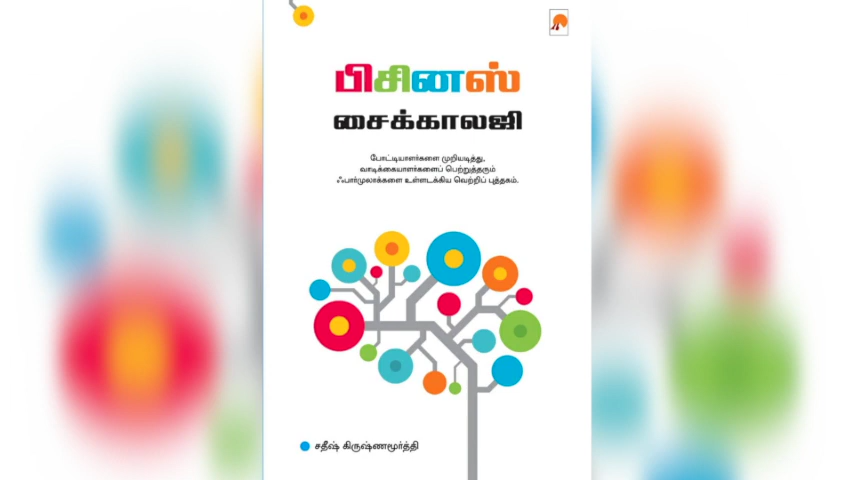 பிசினஸ்
சைக்காலஜி
போட்டியாளர்களை முறியடித்து,
வாடிக்கையாளர்களைப் பெற்றுத்தரும்
ஃபார்முலாக்களை உள்ளடக்கிய வெற்றிப் புத்தகம்.
சதீஷ் கிருஷ்ணமூர்த்தி